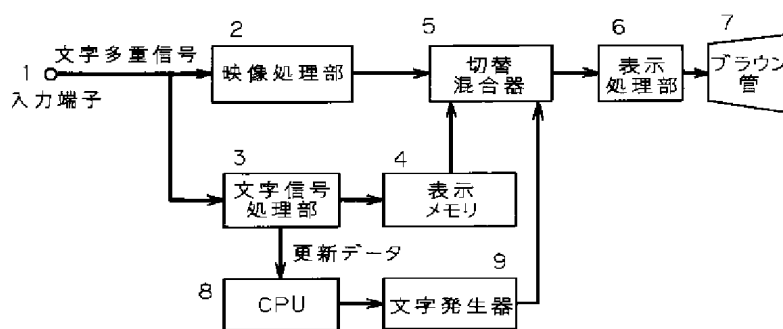 文字多重信号
1
入力端子
2
映像処理部
5
切替
混合器
6
表示
処理部
7
ブラウン
管
3
文字信号
処理部
4
表示
メモリ
更新データ
8
CPU
9
文字発生器